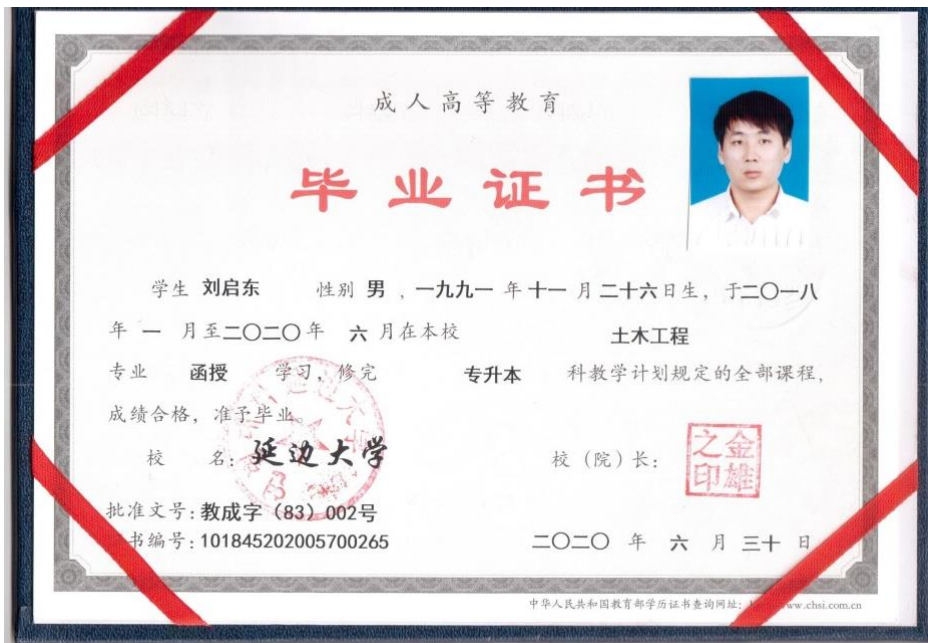 成人高等教育
毕业证书
学生 刘启东 性别 男 ，一九九一 年 十一 月 二十六 日生，于二〇一八
年 一 月至二〇二〇年 六 月在本校 土木工程
专业 函授 学习，修完 专升本 科教学计划规定的全部课程，
成绩合格，准予毕业。
校 名：延边大学 校（院）长：
金雄之印
批准文号：教成字（83）002号
书编号：101845202005700265 二〇二〇 年 六 月 三十 日
中华人民共和国教育部学历证书查询网址： www.chsi.com.cn